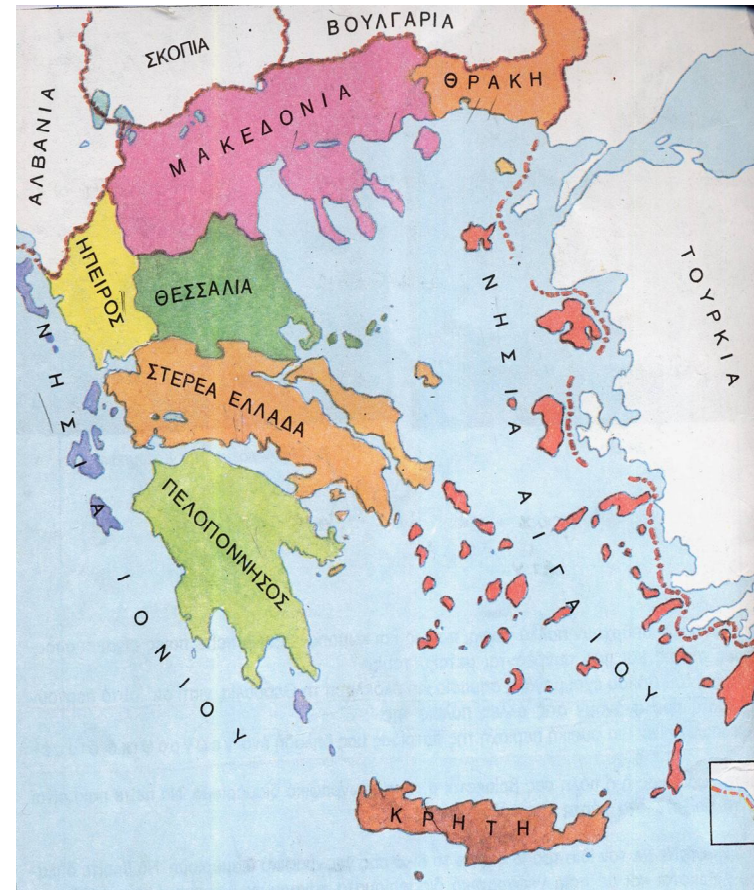 ΒΟΥΛΓΑΡΙΑ
ΣΚΟΠΙΑ
ΑΛΒΑΝΙΑ
ΘΡΑΚΗ
ΜΑΚΕΔΟΝΙΑ
ΗΠΕΙΡΟΣ
ΘΕΣΣΑΛΙΑ
ΤΟΥΡΚΙΑ
ΣΤΕΡΕΑ ΕΛΛΑΔΑ
ΠΕΛΟΠΟΝΝΗΣΟΣ
ΝΗΣΙΑ ΙΟΝΙΟΥ
ΝΗΣΙΑ ΑΙΓΑΙΟΥ
ΚΡΗΤΗ